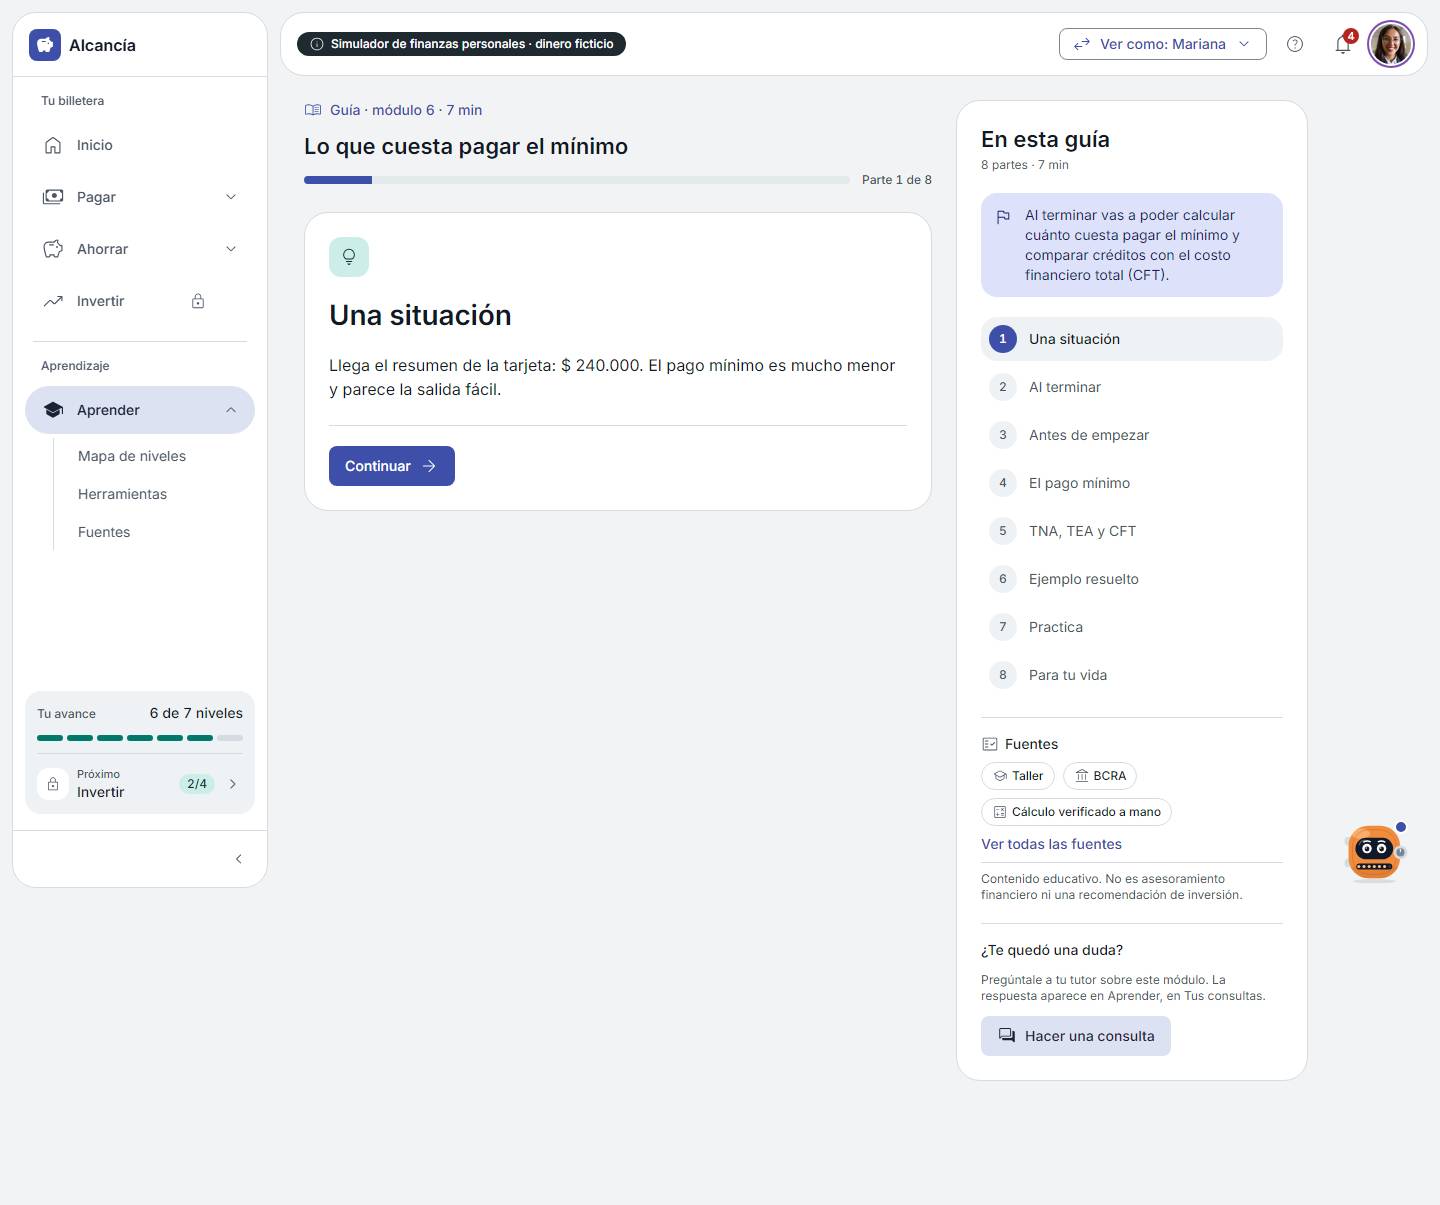 Alcancía
Tu billetera
Inicio
Pagar
Ahorrar
Invertir
Aprendizaje
Aprender
Mapa de niveles
Herramientas
Fuentes
Tu avance
6 de 7 niveles
Próximo
Invertir
2/4
Simulador de finanzas personales · dinero ficticio
Ver como: Mariana
4
Guía · módulo 6 · 7 min
Lo que cuesta pagar el mínimo
Parte 1 de 8
Una situación
Llega el resumen de la tarjeta: $ 240.000. El pago mínimo es mucho menor
y parece la salida fácil.
Continuar
En esta guía
8 partes · 7 min
Al terminar vas a poder calcular
cuánto cuesta pagar el mínimo y
comparar créditos con el costo
financiero total (CFT).
1 Una situación
2 Al terminar
3 Antes de empezar
4 El pago mínimo
5 TNA, TEA y CFT
6 Ejemplo resuelto
7 Practica
8 Para tu vida
Fuentes
Taller
BCRA
Cálculo verificado a mano
Ver todas las fuentes
Contenido educativo. No es asesoramiento
financiero ni una recomendación de inversión.
¿Te quedó una duda?
Pregúntale a tu tutor sobre este módulo. La
respuesta aparece en Aprender, en Tus consultas.
Hacer una consulta